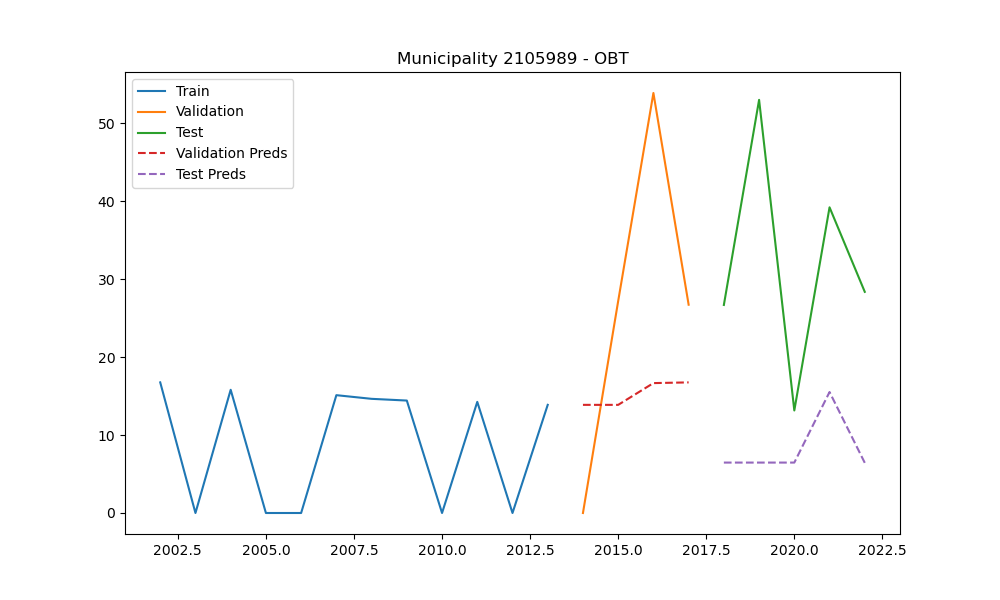 Municipality 2105989 - OBT
Train
Validation
Test
Validation Preds
Test Preds
50
40
30
20
10
0
2002.5 2005.0 2007.5 2010.0 2012.5 2015.0 2017.5 2020.0 2022.5